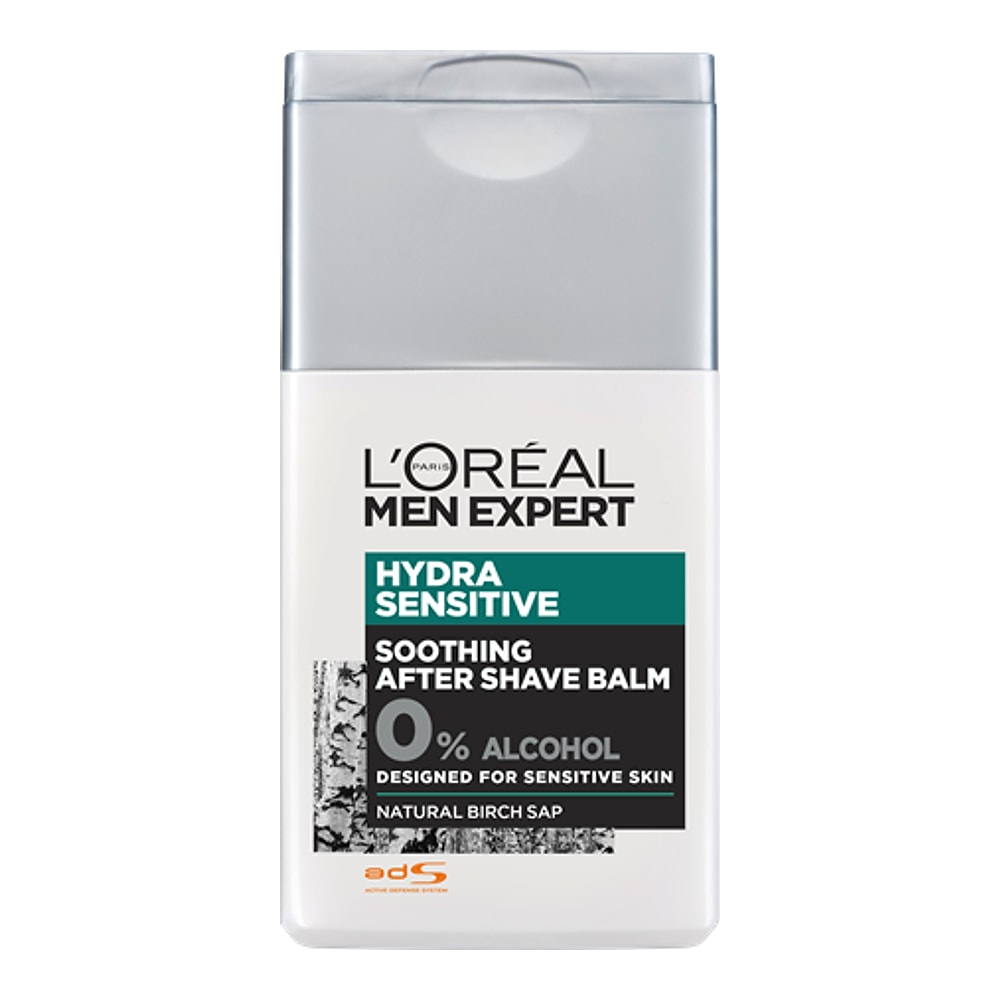 L'ORÉAL
PARIS
MEN EXPERT
HYDRA
SENSITIVE
SOOTHING
AFTER SHAVE BALM
0% ALCOHOL
DESIGNED FOR SENSITIVE SKIN
NATURAL BIRCH SAP
adS
ACTIVE DEFENSE SYSTEM